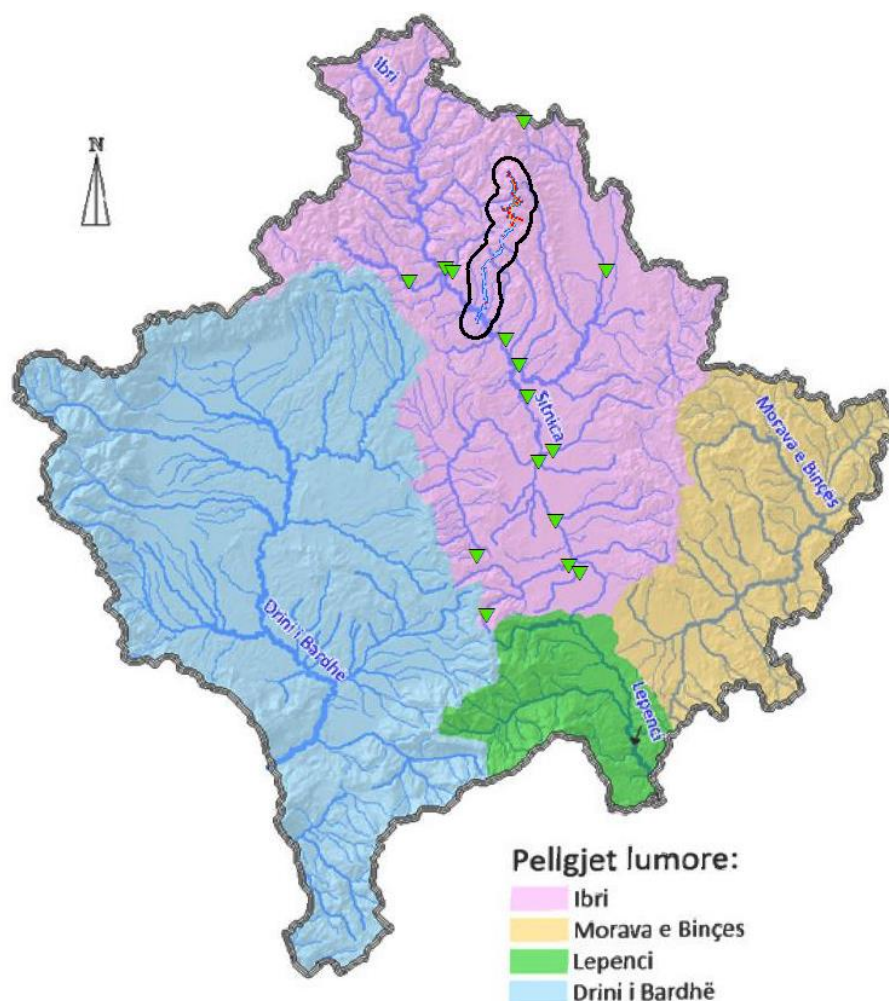 Ibri
N
Sitnica
Morava e Binçes
Drini i Bardhe
Lepenci
Pellgjet lumore:
Ibri
Morava e Binçes
Lepenci
Drini i Bardhë